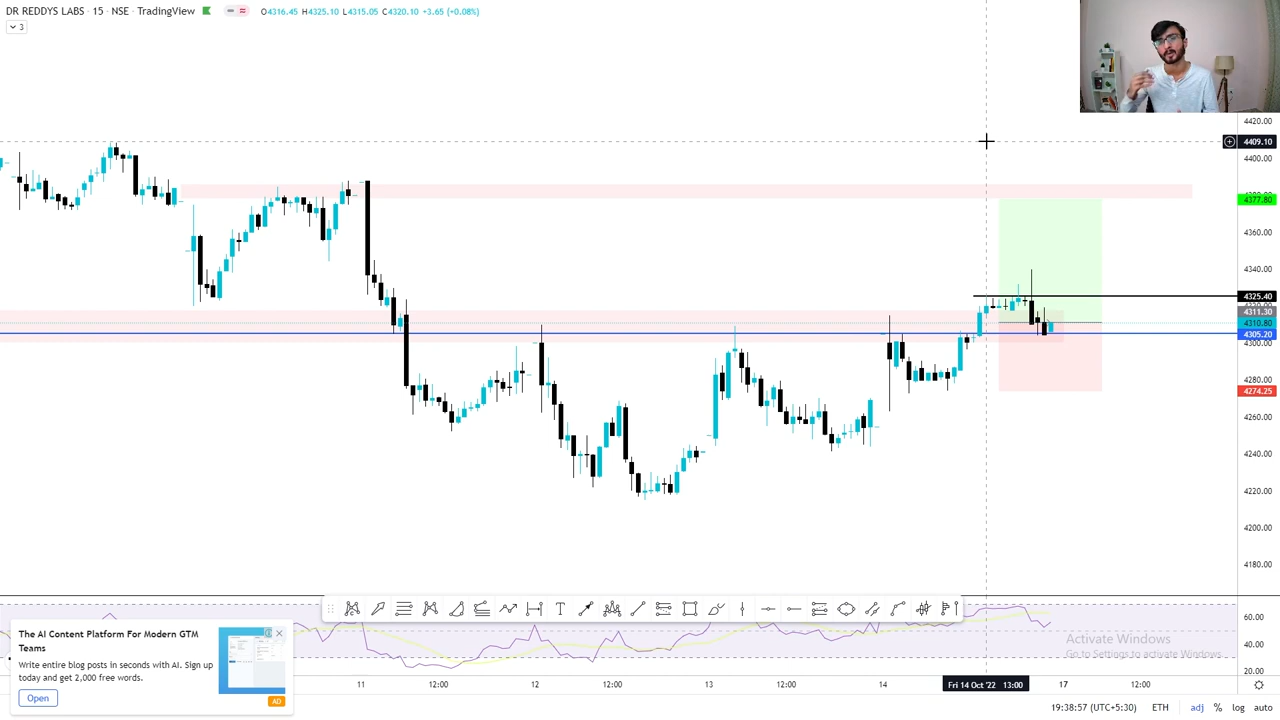 DR REDDYS LABS · 15 · NSE · TradingView
O4316.45 H4325.10 L4315.05 C4320.10 +3.65 (+0.08%)
3
4420.00
4409.10
4400.00
4377.80
4360.00
4340.00
4325.40
4311.30
4310.80
4305.20
4300.00
4280.00
4274.25
4260.00
4240.00
4220.00
4200.00
4180.00
T
60.00
40.00
20.00
The AI Content Platform For Modern GTM
Teams
Write entire blog posts in seconds with AI. Sign up
today and get 2,000 free words.
Open
AD
Activate Windows
Go to Settings to activate Windows.
11
12:00
12
12:00
13
12:00
14
Fri 14 Oct '22 13:00
17
12:00
19:38:57 (UTC+5:30)
ETH
adj
%
log
auto